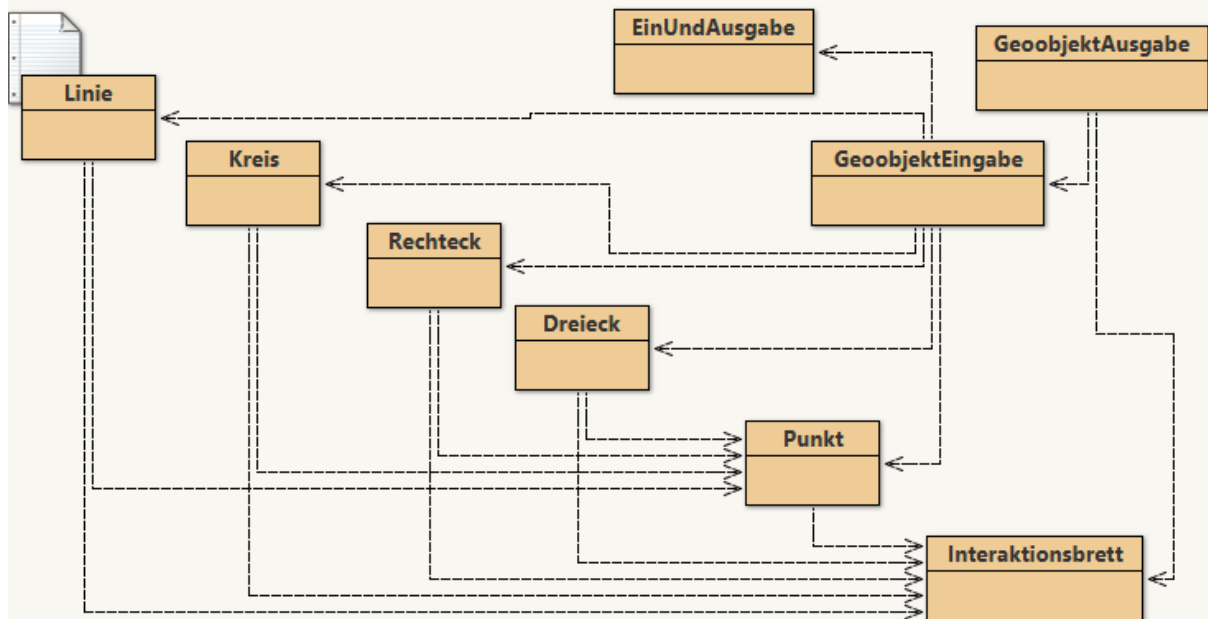 EinUndAusgabe
GeoobjektAusgabe
Linie
Kreis
GeoobjektEingabe
Rechteck
Dreieck
Punkt
Interaktionsbrett